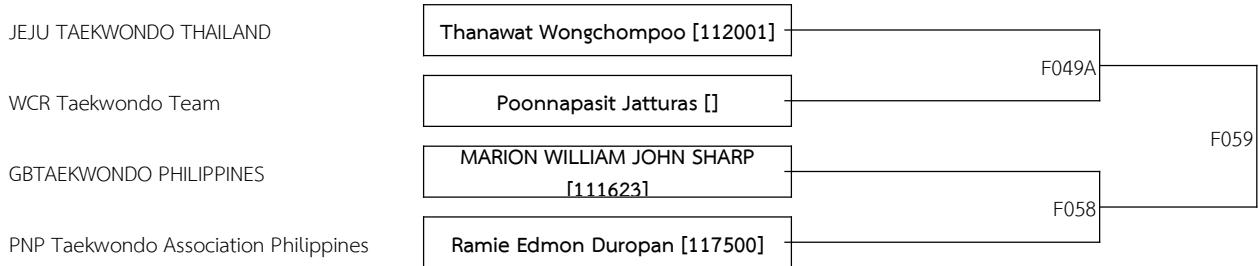 JEJU TAEKWONDO THAILAND
Thanawat Wongchompoo [112001]
F049A
WCR Taekwondo Team
Poonnapasit Jatturas []
F059
MARION WILLIAM JOHN SHARP
GBTAEKWONDO PHILIPPINES
[111623]
F058
PNP Taekwondo Association Philippines
Ramie Edmon Duropan [117500]